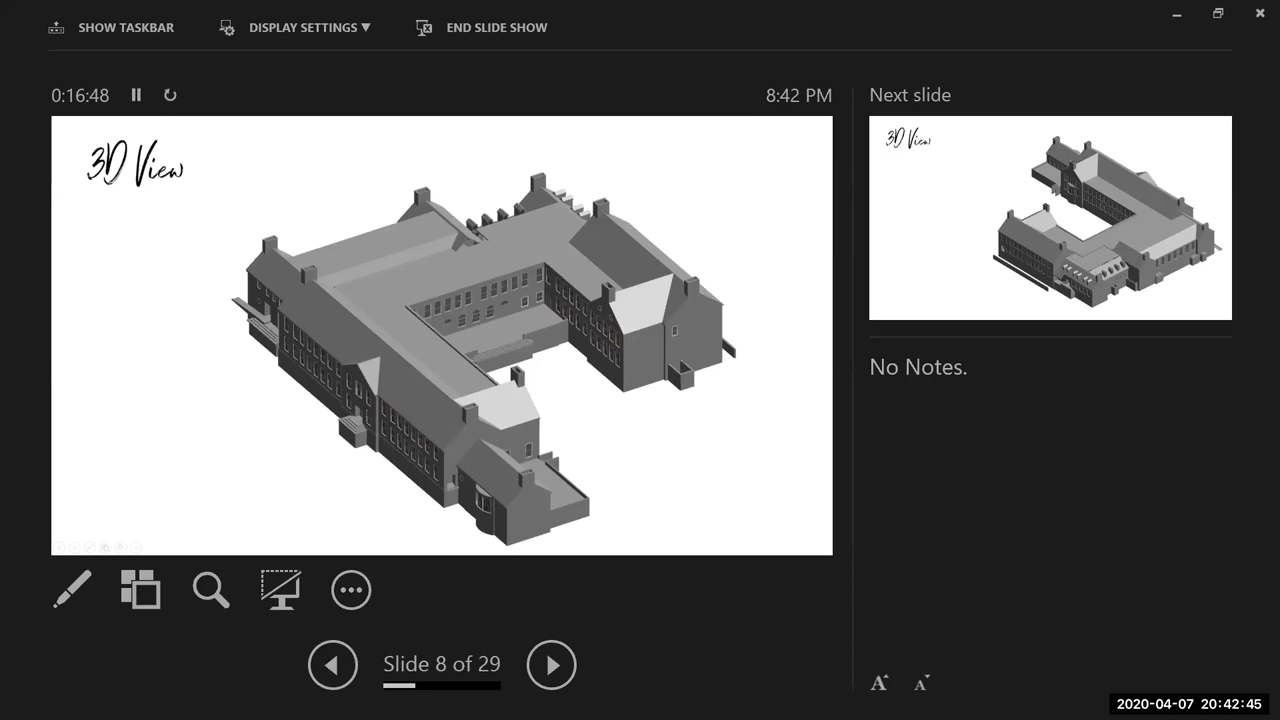 SHOW TASKBAR
DISPLAY SETTINGS ▼
END SLIDE SHOW
0:16:48
8:42 PM
3D View
Next slide
3D View
No Notes.
Slide 8 of 29
A A
2020-04-07 20:42:45